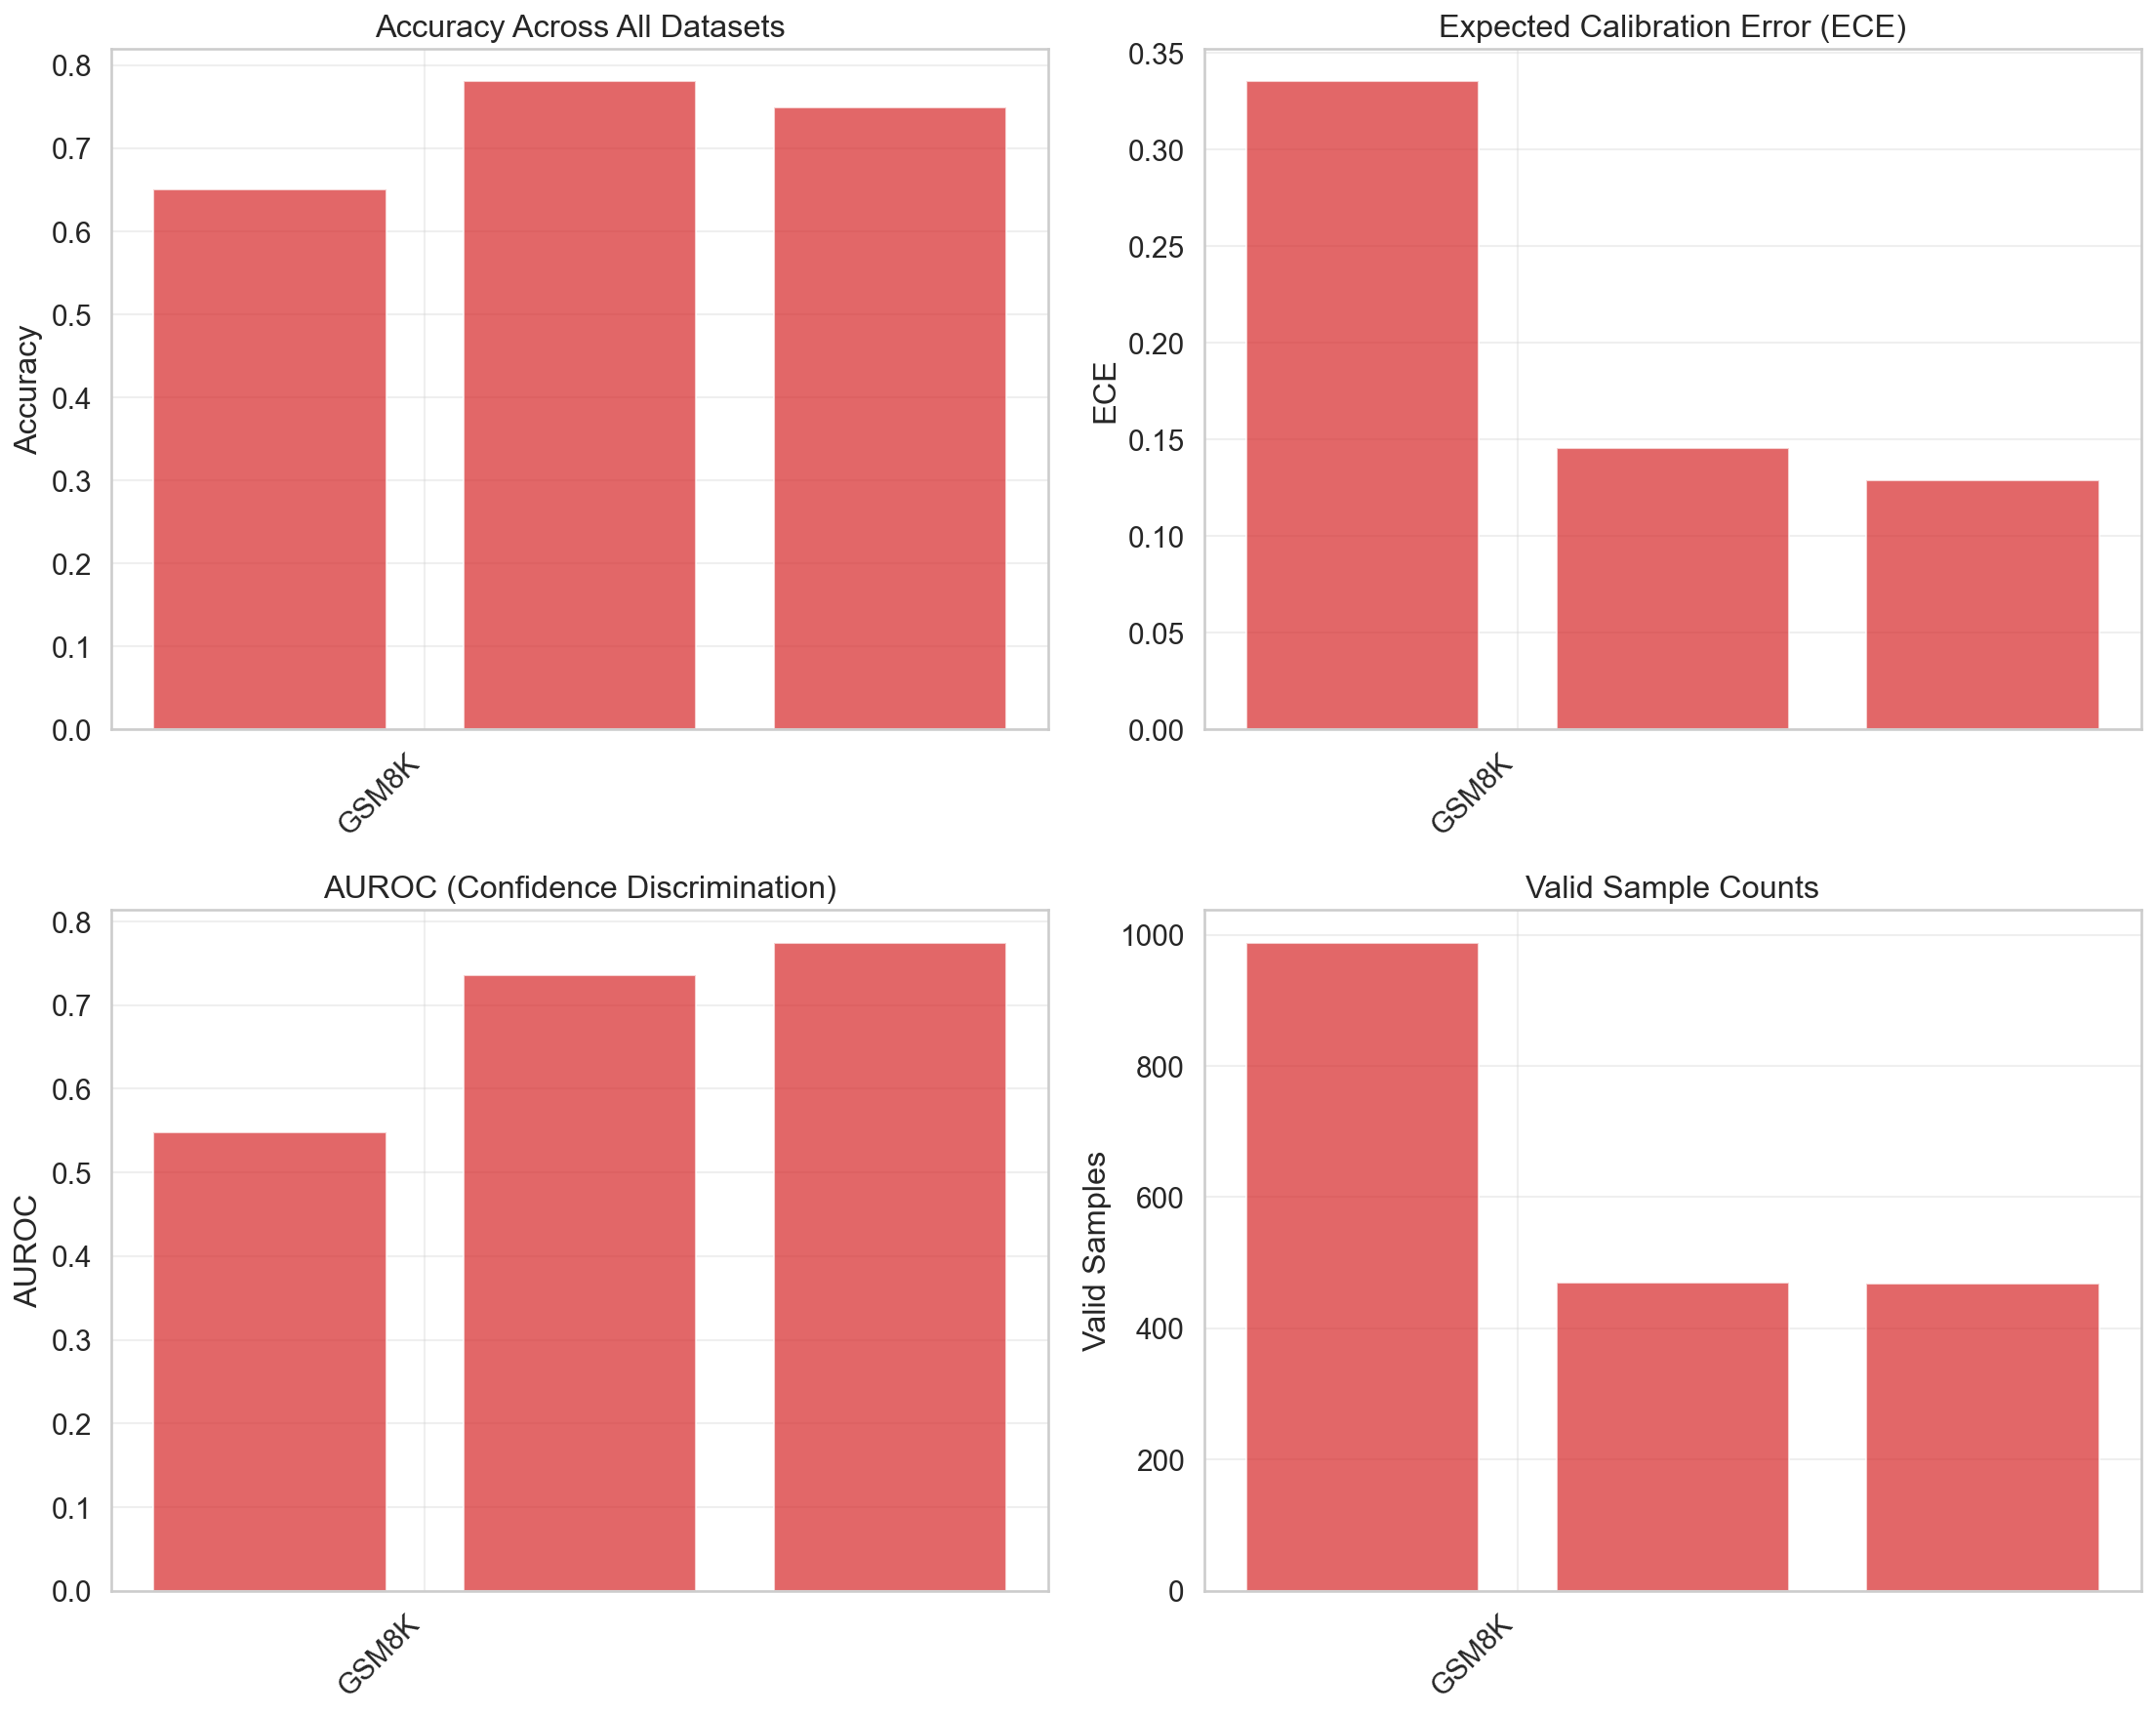 Accuracy Across All Datasets
0.8
0.7
0.6
0.5
0.4
0.3
0.2
0.1
0.0
Accuracy
GSM8K
Expected Calibration Error (ECE)
0.35
0.30
0.25
0.20
0.15
0.10
0.05
0.00
ECE
GSM8K
AUROC (Confidence Discrimination)
0.8
0.7
0.6
0.5
0.4
0.3
0.2
0.1
0.0
AUROC
GSM8K
Valid Sample Counts
1000
800
600
400
200
0
Valid Samples
GSM8K